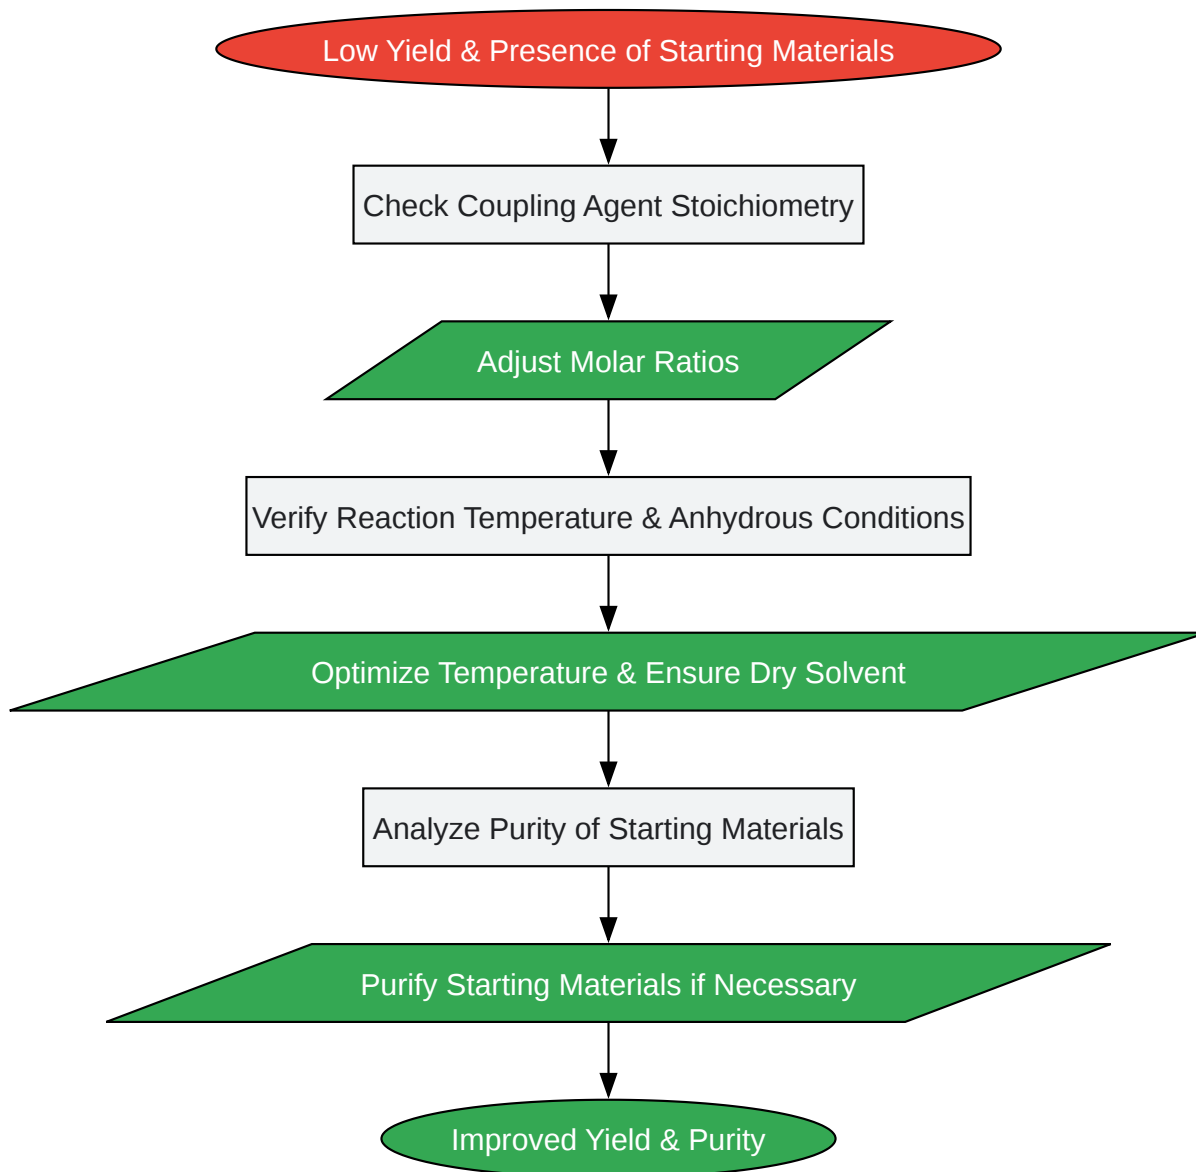 Low Yield & Presence of Starting Materials
Check Coupling Agent Stoichiometry
Adjust Molar Ratios
Verify Reaction Temperature & Anhydrous Conditions
Optimize Temperature & Ensure Dry Solvent
Analyze Purity of Starting Materials
Purify Starting Materials if Necessary
Improved Yield & Purity